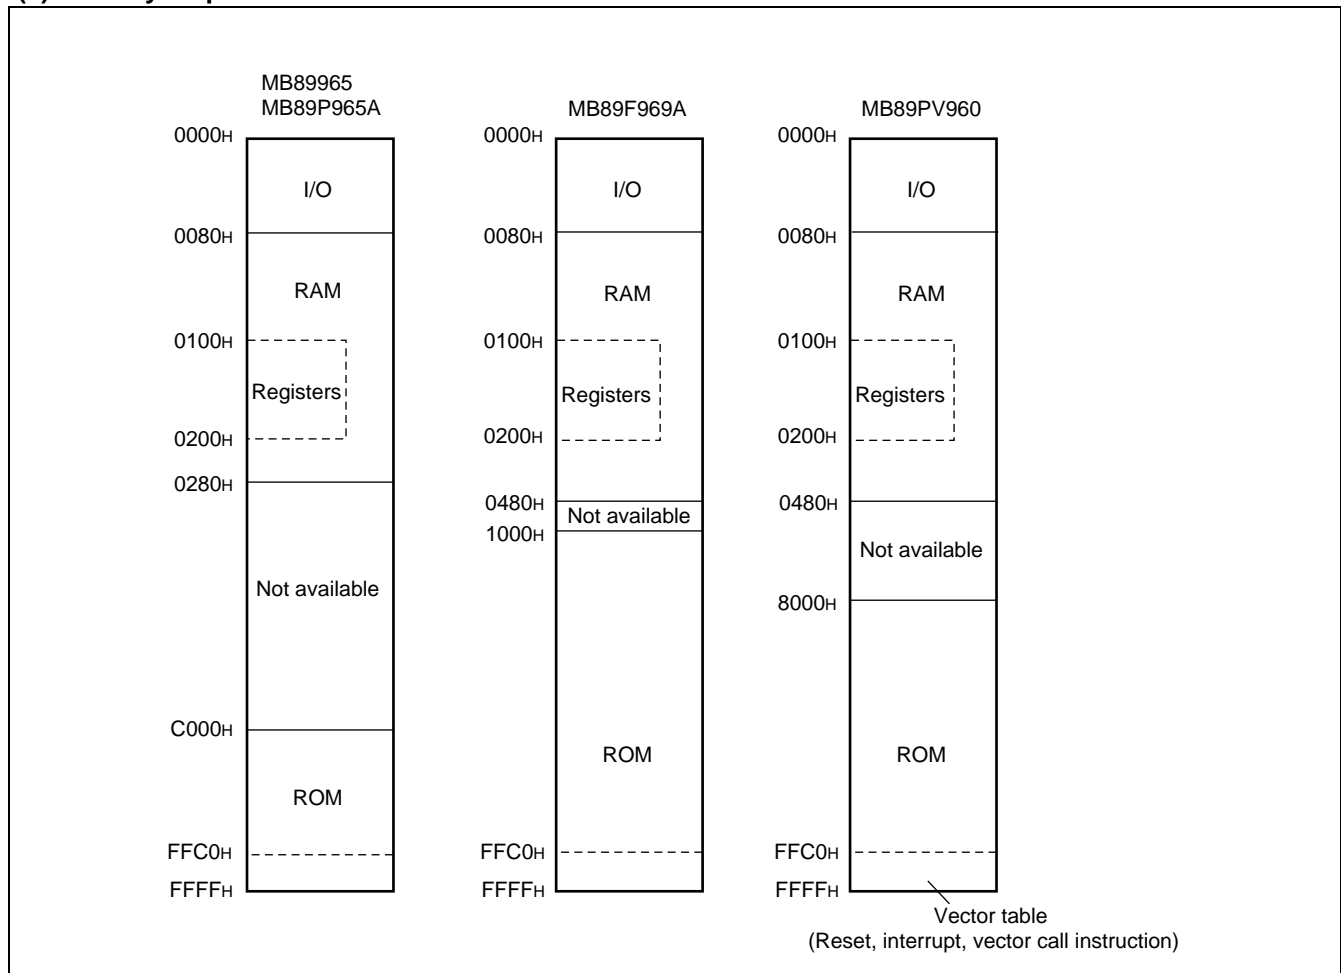 MB89965
MB89P965A
0000H
I/O
0080H
RAM
0100H
Registers
0200H
0280H
Not available
C000H
ROM
FFC0H
FFFFH
MB89F969A
0000H
I/O
0080H
RAM
0100H
Registers
0200H
0480H
Not available
1000H
ROM
FFC0H
FFFFH
MB89PV960
0000H
I/O
0080H
RAM
0100H
Registers
0200H
0480H
Not available
8000H
ROM
FFC0H
FFFFH
Vector table
(Reset, interrupt, vector call instruction)